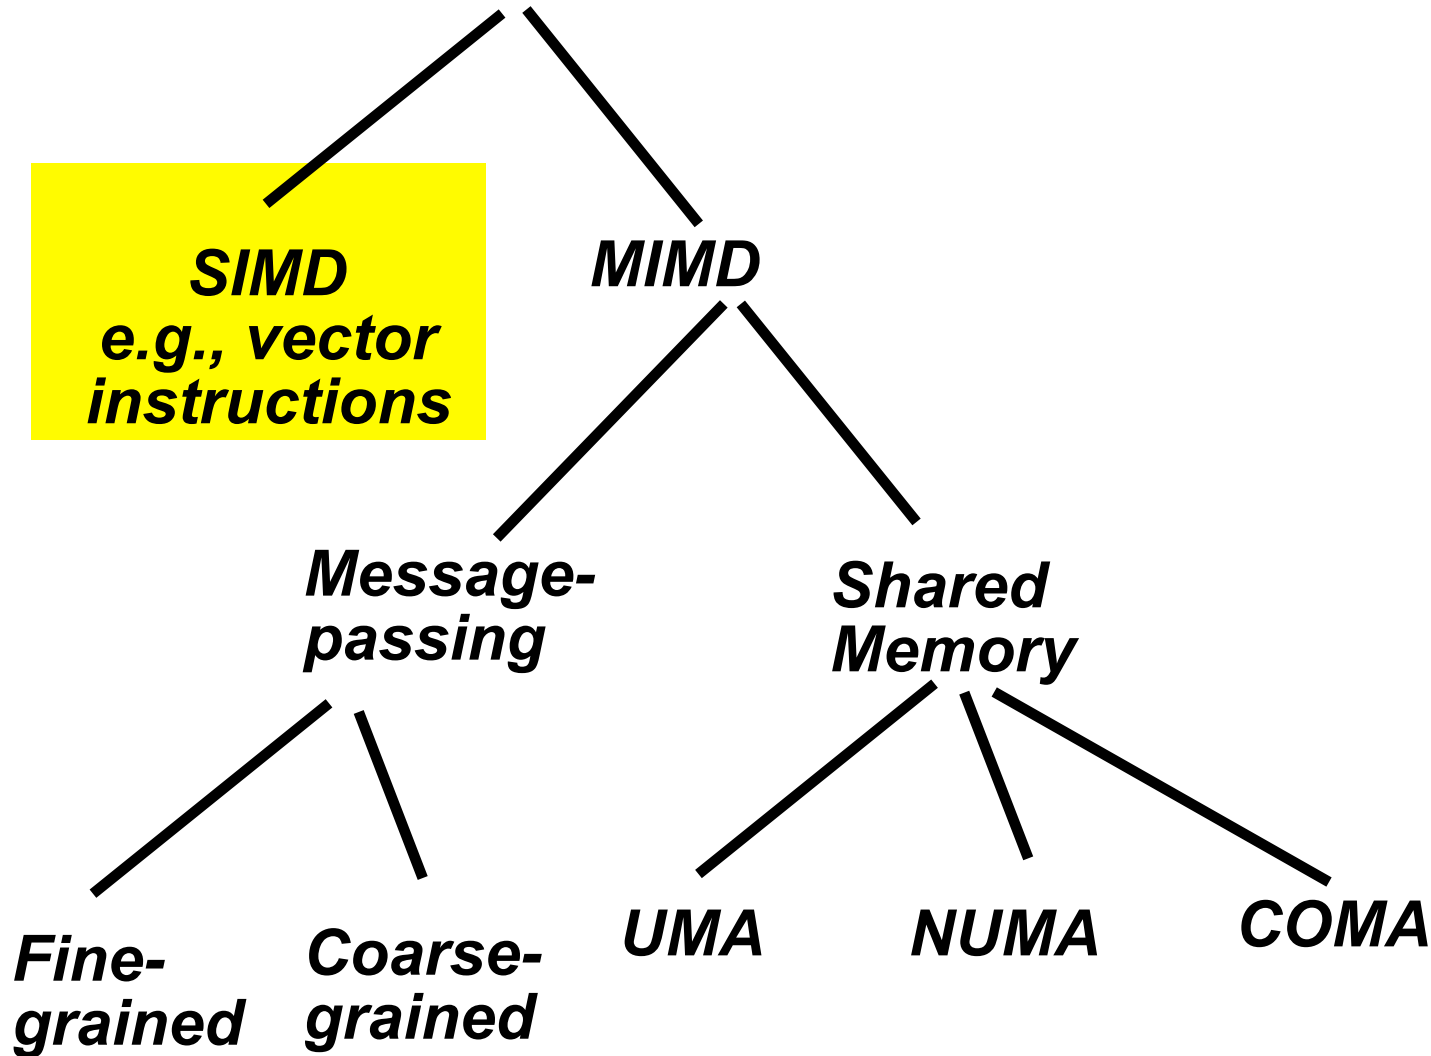 SIMD
e.g., vector
instructions
MIMD
Message-
passing
Shared
Memory
Fine-
grained
Coarse-
grained
UMA
NUMA
COMA